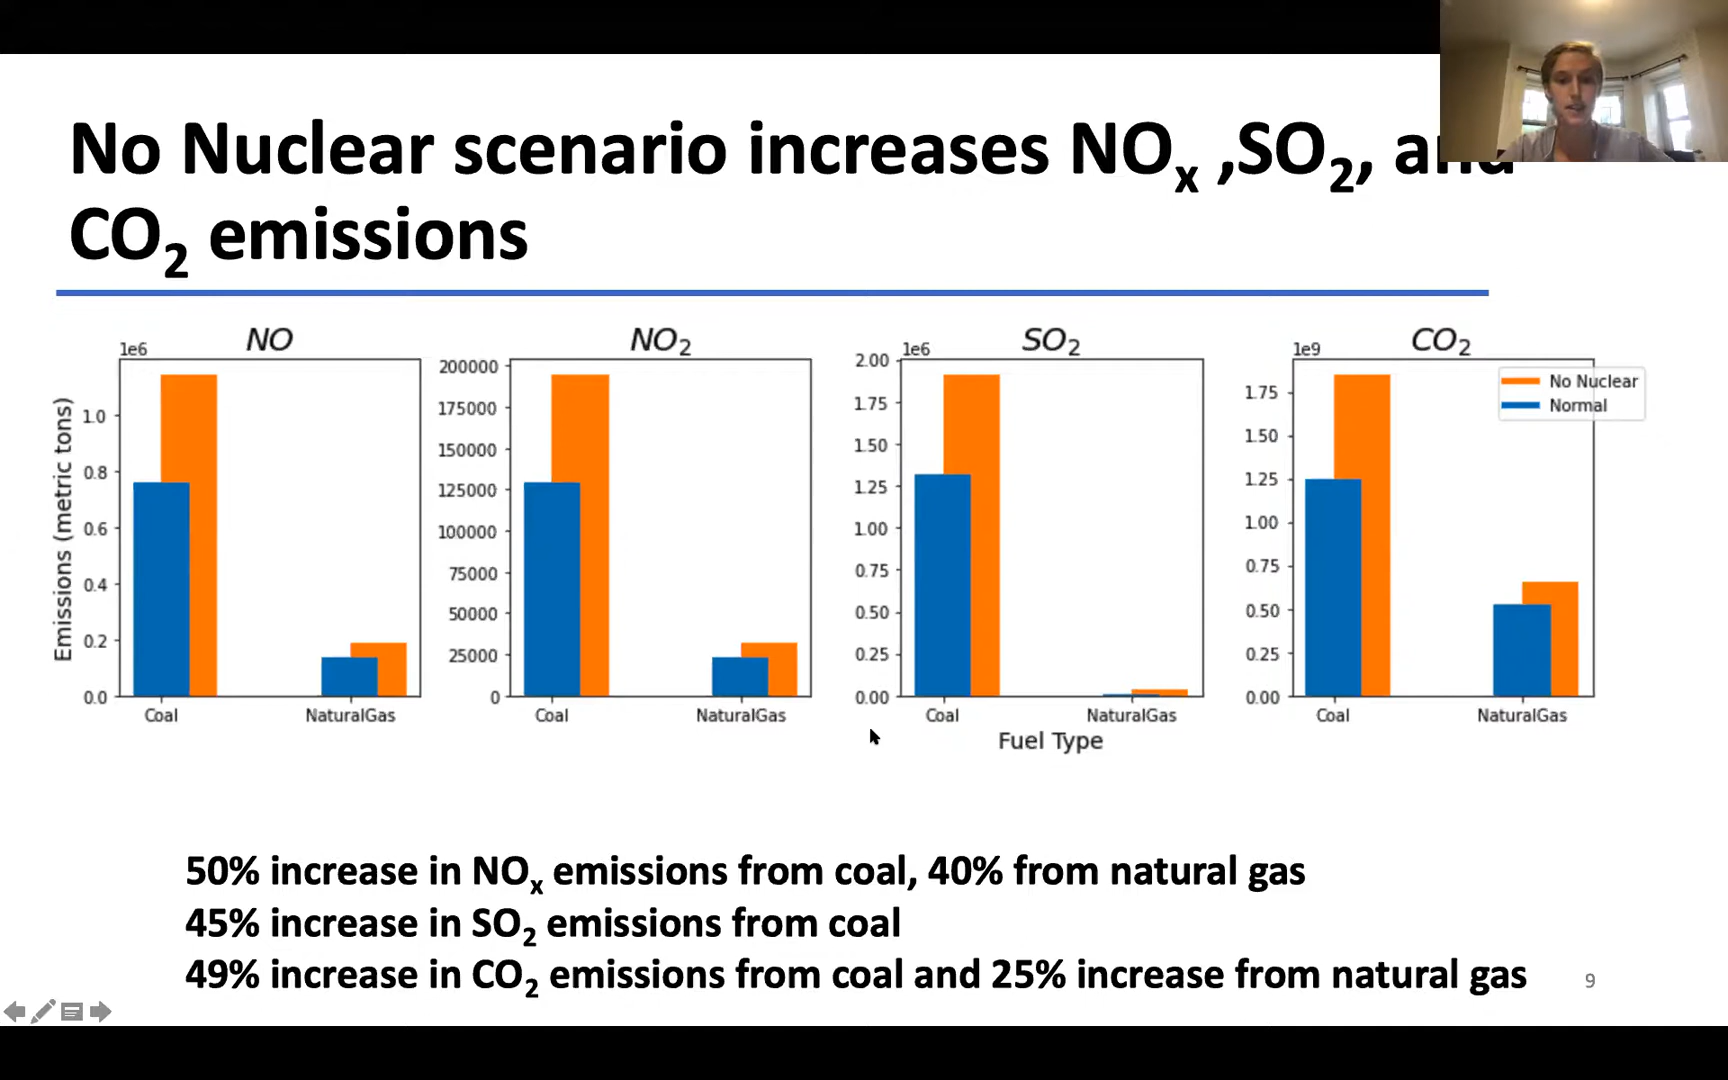 No Nuclear scenario increases NOx ,SO2, and
CO2 emissions
NO
NO2
SO2
CO2
1e6
1e6
1e9
Emissions (metric tons)
1.0
0.8
0.6
0.4
0.2
0.0
Coal
NaturalGas
200000
175000
150000
125000
100000
75000
50000
25000
0
Coal
NaturalGas
2.00
1.75
1.50
1.25
1.00
0.75
0.50
0.25
0.00
Coal
NaturalGas
Fuel Type
1.75
1.50
1.25
1.00
0.75
0.50
0.25
0.00
Coal
NaturalGas
No Nuclear
Normal
50% increase in NOx emissions from coal, 40% from natural gas
45% increase in SO2 emissions from coal
49% increase in CO2 emissions from coal and 25% increase from natural gas
9